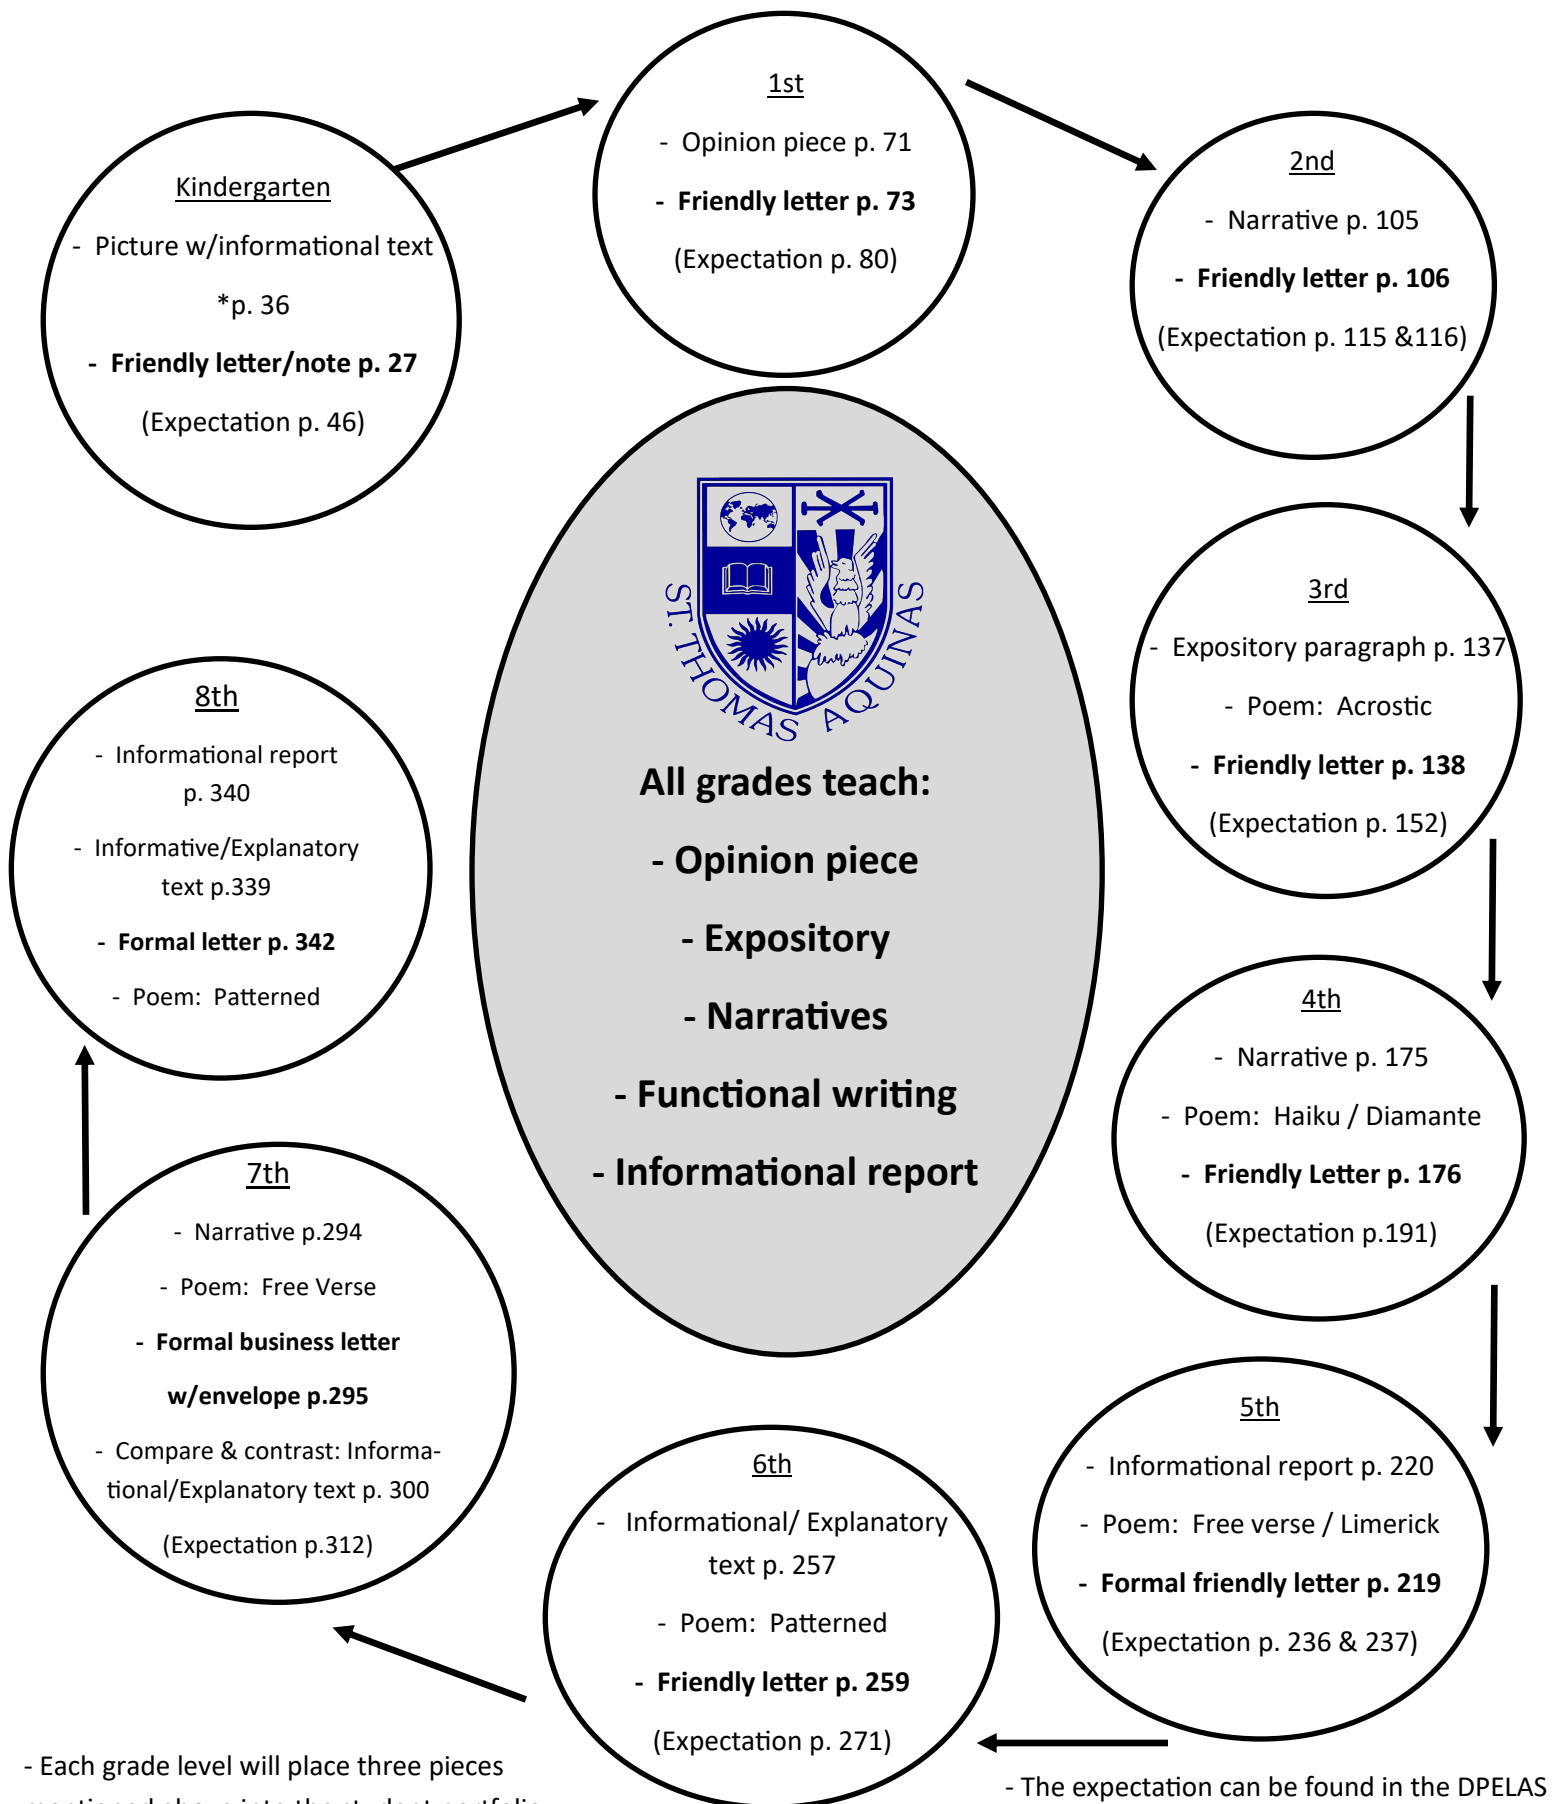 Kindergarten
- Picture w/informational text
*p. 36
- Friendly letter/note p. 27
(Expectation p. 46)
1st
- Opinion piece p. 71
- Friendly letter p. 73
(Expectation p. 80)
2nd
- Narrative p. 105
- Friendly letter p. 106
(Expectation p. 115 &116)
3rd
- Expository paragraph p. 137
- Poem: Acrostic
- Friendly letter p. 138
(Expectation p. 152)
4th
- Narrative p. 175
- Poem: Haiku / Diamante
- Friendly Letter p. 176
(Expectation p.191)
5th
- Informational report p. 220
- Poem: Free verse / Limerick
- Formal friendly letter p. 219
(Expectation p. 236 & 237)
6th
- Informational/ Explanatory
text p. 257
- Poem: Patterned
- Friendly letter p. 259
(Expectation p. 271)
7th
- Narrative p.294
- Poem: Free Verse
- Formal business letter
w/envelope p.295
- Compare & contrast: Informa-
tional/Explanatory text p. 300
(Expectation p.312)
8th
- Informational report
p. 340
- Informative/Explanatory
text p.339
- Formal letter p. 342
- Poem: Patterned
ST. THOMAS AQUINAS
All grades teach:
- Opinion piece
- Expository
- Narratives
- Functional writing
- Informational report
- Each grade level will place three pieces
mentioned above into the student portfolio
- The expectation can be found in the DPELAS